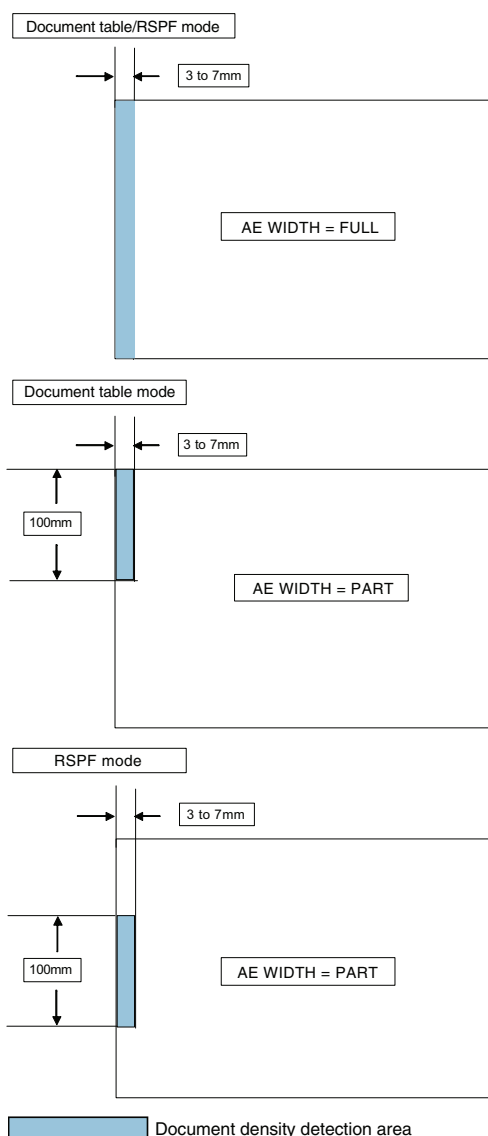 Document table/RSPF mode
3 to 7mm
AE WIDTH = FULL
Document table mode
3 to 7mm
100mm
AE WIDTH = PART
RSPF mode
3 to 7mm
100mm
AE WIDTH = PART
Document density detection area